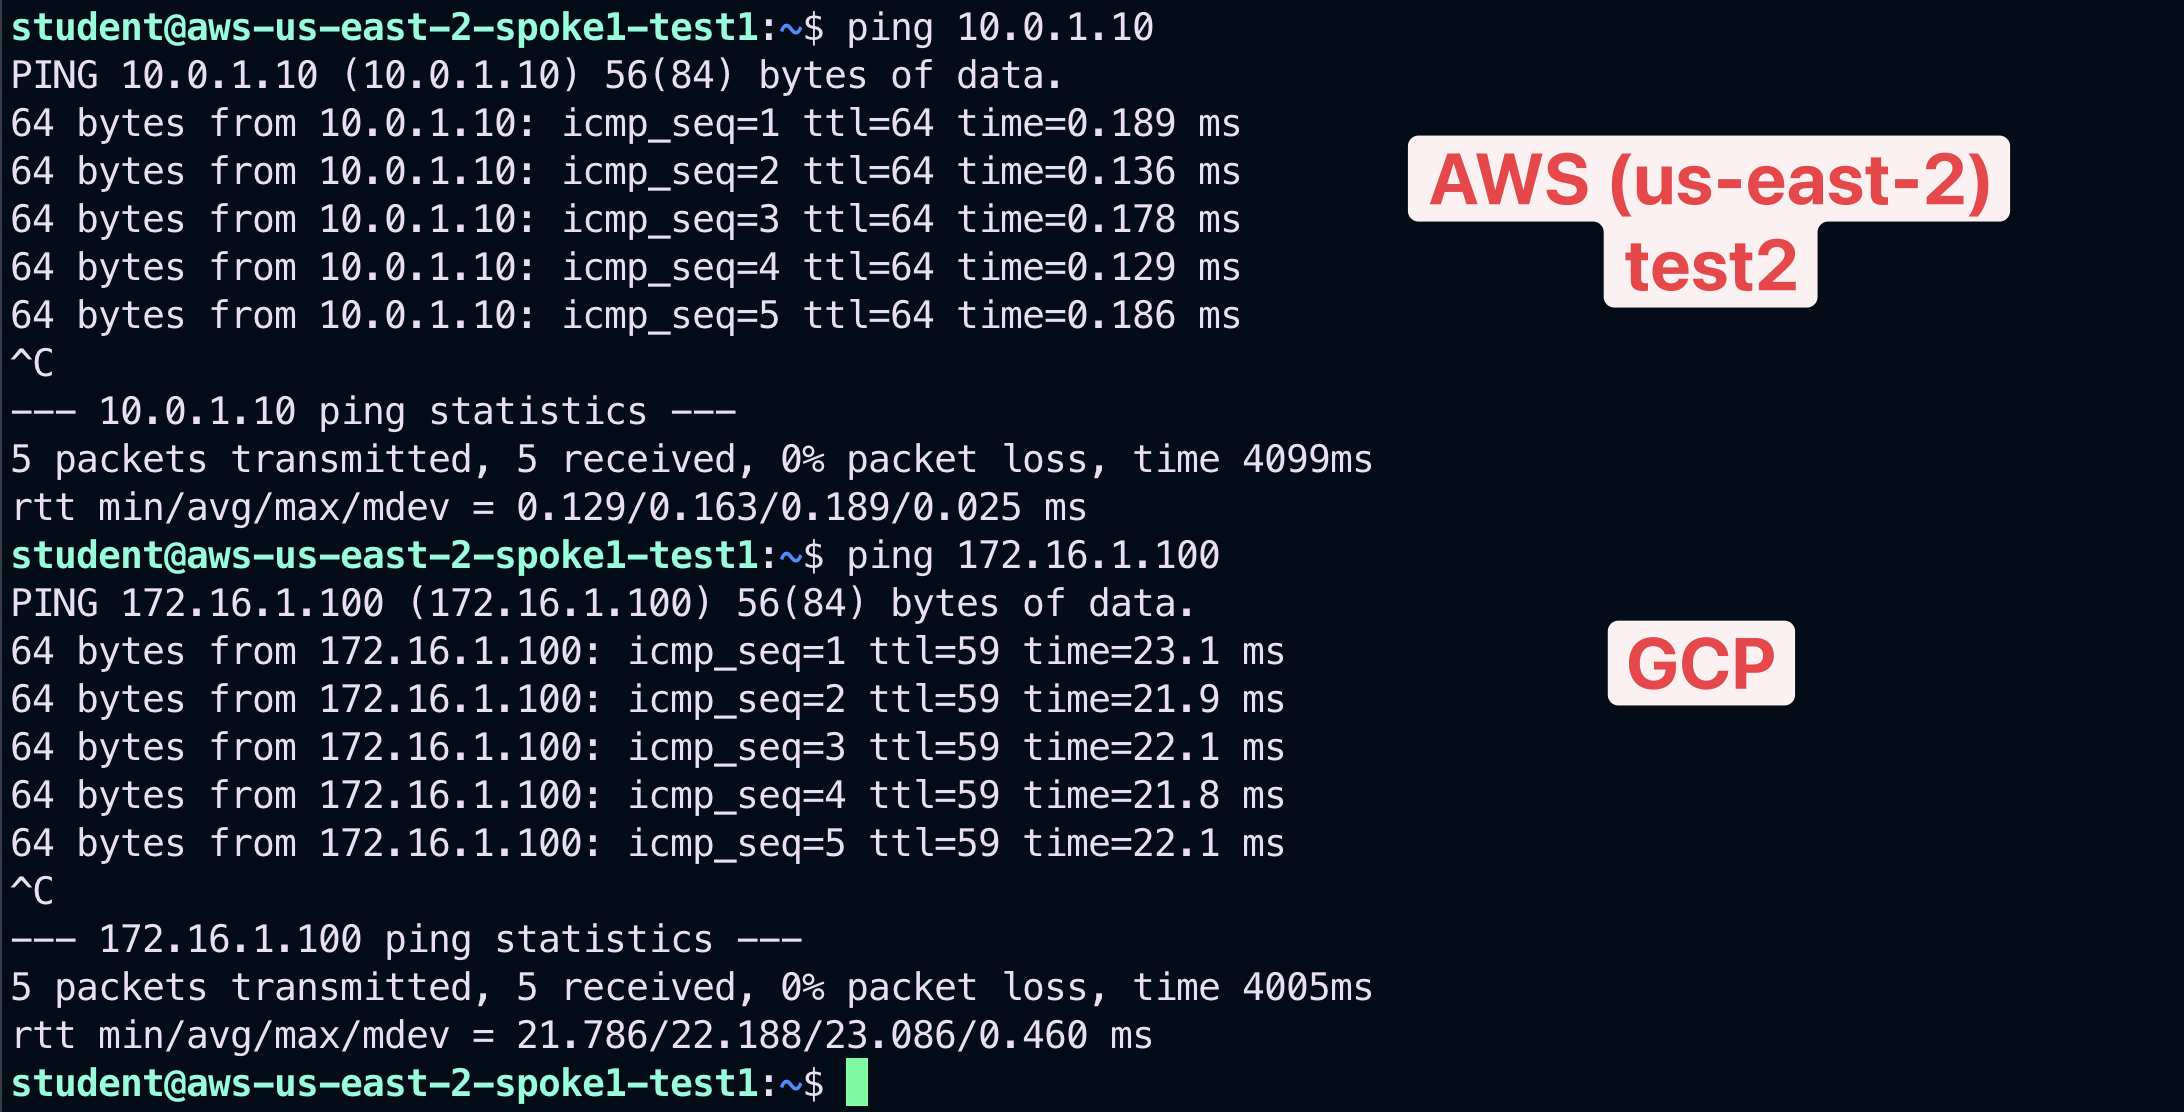 student@aws-us-east-2-spoke1-test1:~$ ping 10.0.1.10
PING 10.0.1.10 (10.0.1.10) 56(84) bytes of data.
64 bytes from 10.0.1.10: icmp_seq=1 ttl=64 time=0.189 ms
64 bytes from 10.0.1.10: icmp_seq=2 ttl=64 time=0.136 ms
64 bytes from 10.0.1.10: icmp_seq=3 ttl=64 time=0.178 ms
64 bytes from 10.0.1.10: icmp_seq=4 ttl=64 time=0.129 ms
64 bytes from 10.0.1.10: icmp_seq=5 ttl=64 time=0.186 ms
^C
--- 10.0.1.10 ping statistics ---
5 packets transmitted, 5 received, 0% packet loss, time 4099ms
rtt min/avg/max/mdev = 0.129/0.163/0.189/0.025 ms
AWS (us-east-2)
test2
student@aws-us-east-2-spoke1-test1:~$ ping 172.16.1.100
PING 172.16.1.100 (172.16.1.100) 56(84) bytes of data.
64 bytes from 172.16.1.100: icmp_seq=1 ttl=59 time=23.1 ms
64 bytes from 172.16.1.100: icmp_seq=2 ttl=59 time=21.9 ms
64 bytes from 172.16.1.100: icmp_seq=3 ttl=59 time=22.1 ms
64 bytes from 172.16.1.100: icmp_seq=4 ttl=59 time=21.8 ms
64 bytes from 172.16.1.100: icmp_seq=5 ttl=59 time=22.1 ms
^C
--- 172.16.1.100 ping statistics ---
5 packets transmitted, 5 received, 0% packet loss, time 4005ms
rtt min/avg/max/mdev = 21.786/22.188/23.086/0.460 ms
GCP
student@aws-us-east-2-spoke1-test1:~$